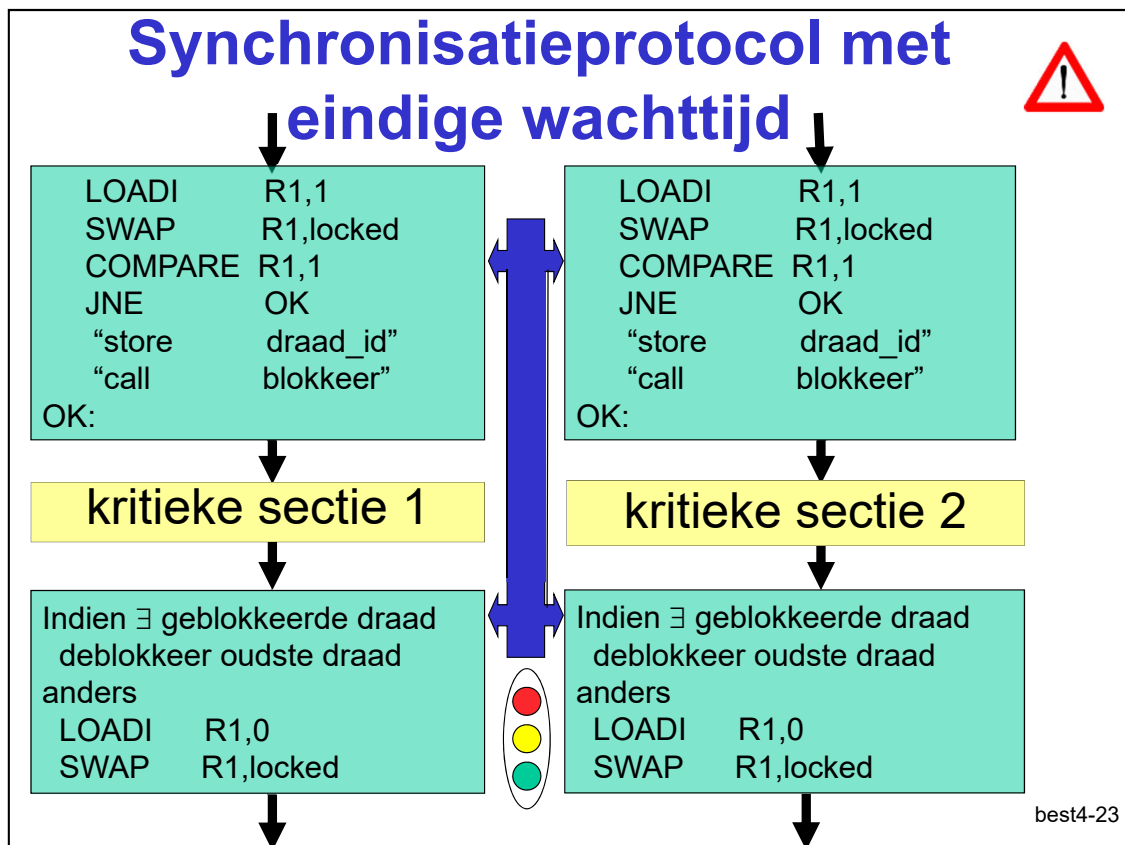 Synchronisatieprotocol met
eindige wachttijd
!
LOADI R1,1
SWAP R1,locked
COMPARE R1,1
JNE OK
“store draad_id”
“call blokkeer”
OK:
kritieke sectie 1
Indien ∃ geblokkeerde draad
deblokkeer oudste draad
anders
LOADI R1,0
SWAP R1,locked
LOADI R1,1
SWAP R1,locked
COMPARE R1,1
JNE OK
“store draad_id”
“call blokkeer”
OK:
kritieke sectie 2
Indien ∃ geblokkeerde draad
deblokkeer oudste draad
anders
LOADI R1,0
SWAP R1,locked
best4-23